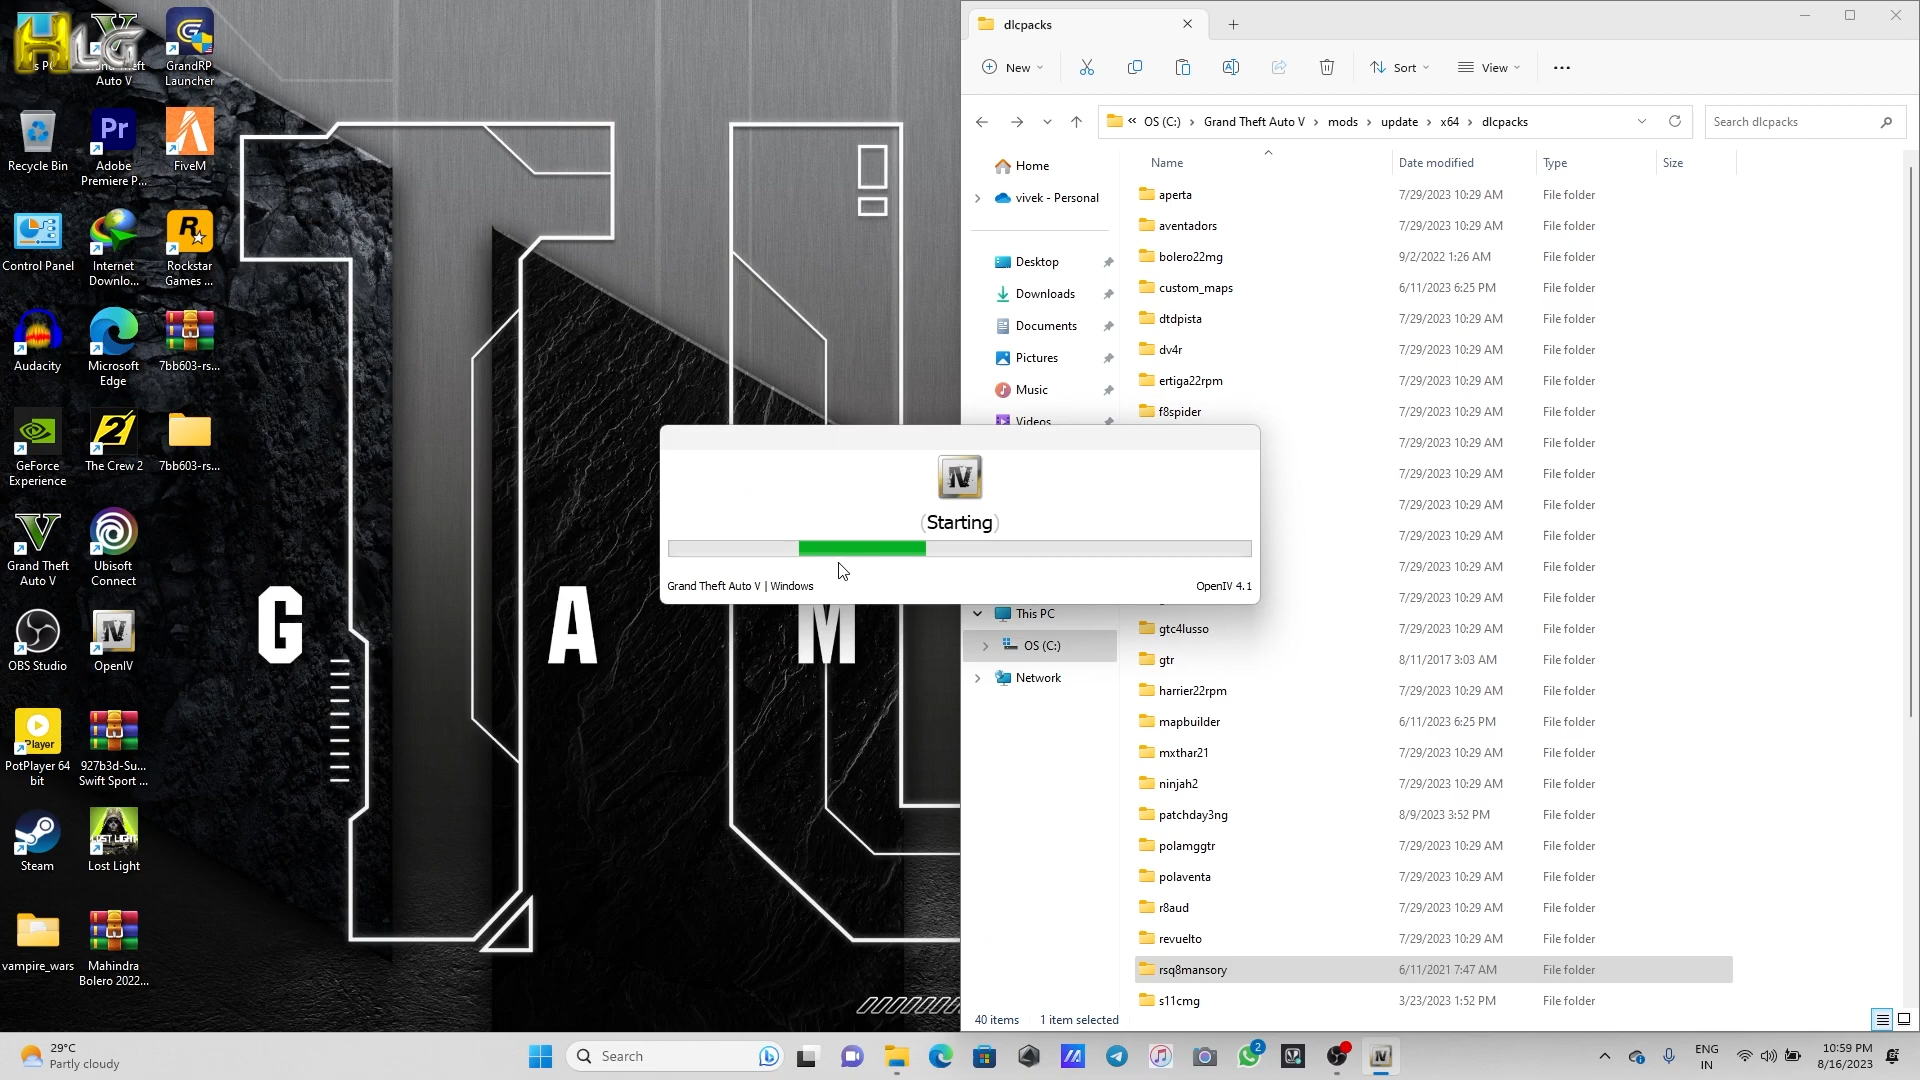 HLG
Auto V
GrandRP
Launcher
Recycle Bin
Adobe
Premiere P...
FiveM
Control Panel
Internet
Downlo...
Rockstar
Games ...
Audacity
Microsoft
Edge
7bb603-rs...
GeForce
Experience
The Crew 2
7bb603-rs...
Grand Theft
Auto V
Ubisoft
Connect
OBS Studio
OpenIV
PotPlayer 64
bit
927b3d-Su...
Swift Sport ...
Steam
Lost Light
vampire_wars
Mahindra
Bolero 2022...
G A M
dlcpacks
New
Sort
View
OS (C:) › Grand Theft Auto V › mods › update › x64 › dlcpacks
Search dlcpacks
Home
vivek - Personal
Desktop
Downloads
Documents
Pictures
Music
Videos
This PC
OS (C:)
Network
Name Date modified Type Size
aperta 7/29/2023 10:29 AM File folder
aventadors 7/29/2023 10:29 AM File folder
bolero22mg 9/2/2022 1:26 AM File folder
custom_maps 6/11/2023 6:25 PM File folder
dtdpista 7/29/2023 10:29 AM File folder
dv4r 7/29/2023 10:29 AM File folder
ertiga22rpm 7/29/2023 10:29 AM File folder
f8spider 7/29/2023 10:29 AM File folder
7/29/2023 10:29 AM File folder
7/29/2023 10:29 AM File folder
7/29/2023 10:29 AM File folder
7/29/2023 10:29 AM File folder
7/29/2023 10:29 AM File folder
7/29/2023 10:29 AM File folder
gtc4lusso 7/29/2023 10:29 AM File folder
gtr 8/11/2017 3:03 AM File folder
harrier22rpm 7/29/2023 10:29 AM File folder
mapbuilder 6/11/2023 6:25 PM File folder
mxthar21 7/29/2023 10:29 AM File folder
ninjah2 7/29/2023 10:29 AM File folder
patchday3ng 8/9/2023 3:52 PM File folder
polamggtr 7/29/2023 10:29 AM File folder
polaventa 7/29/2023 10:29 AM File folder
r8aud 7/29/2023 10:29 AM File folder
revuelto 7/29/2023 10:29 AM File folder
rsq8mansory 6/11/2021 7:47 AM File folder
s11cmg 3/23/2023 1:52 PM File folder
40 items 1 item selected
(Starting)
Grand Theft Auto V | Windows
OpenIV 4.1
29°C
Partly cloudy
Search
2
ENG
IN
10:59 PM
8/16/2023